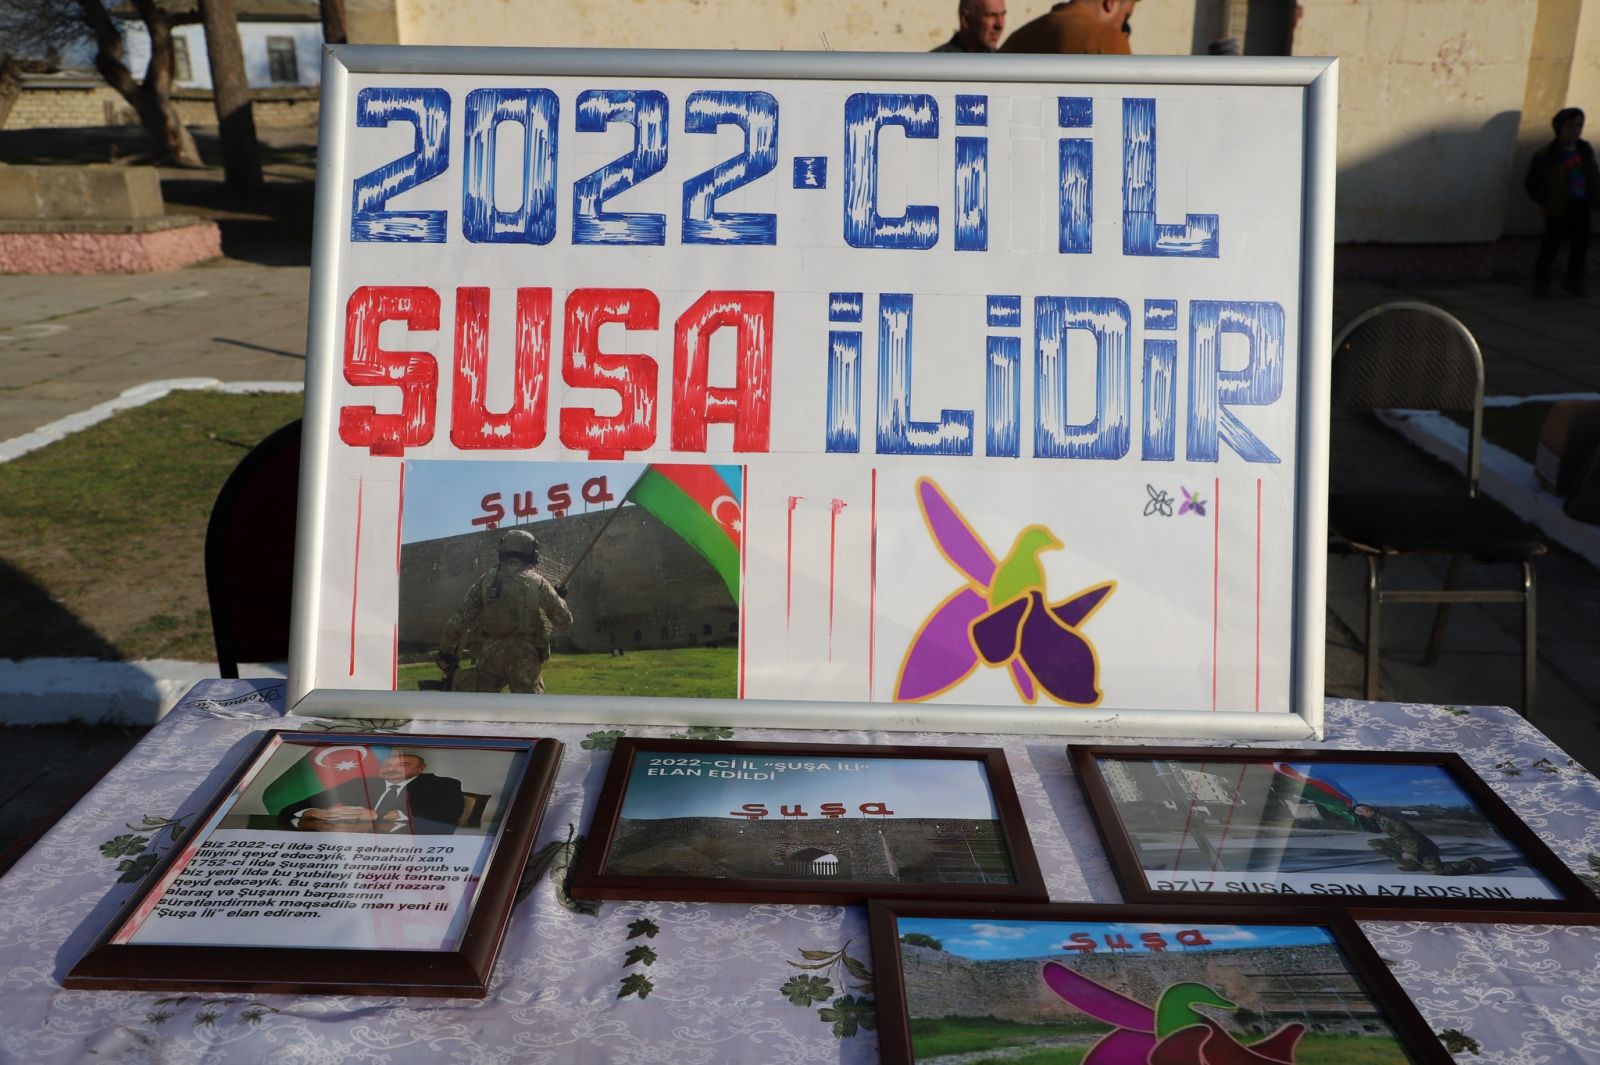 2022-Ci İL
ŞUŞA İLİDİR
Şuşa
2022-Cİ İL "ŞUŞA İLİ"
ELAN EDİLDİ
Şuşa
Biz 2022-ci ildə Şuşa şəhərinin 270
illiyini qeyd edəcəyik. Pənahəli xan
1752-ci ildə Şuşanın təməlini qoyub və
biz yeni ildə bu yubileyi böyük təntənə ilə
qeyd edəcəyik. Bu şanlı tarixi nəzərə
alaraq və Şuşanın bərpasının
sürətləndirmək məqsədilə mən yeni ili
"Şuşa İli" elan edirəm.
ƏZİZ ŞUŞA, SƏN AZADSAN!
Şuşa